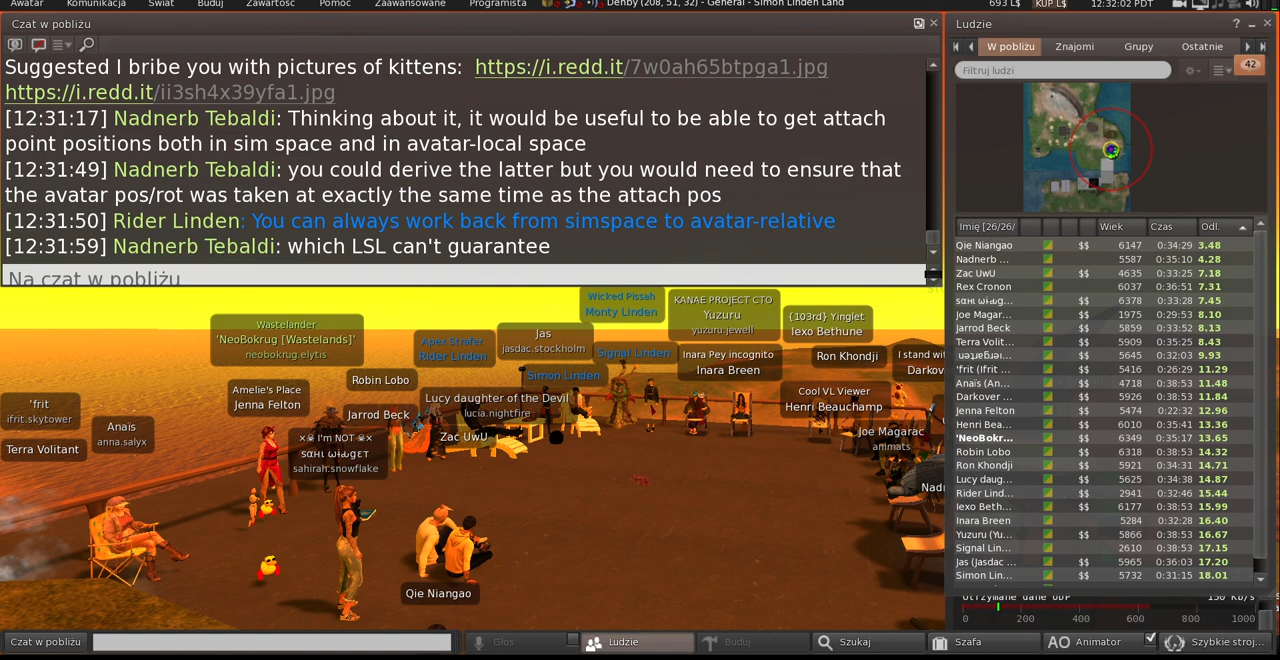 Awatar Komunikacja Świat Buduj Zawartość Pomoc Zaawansowane Programista Denby (208, 51, 32) - General - Simon Linden Land 693 L$ KUP L$ 12:32:02 PDT
Czat w pobliżu
Suggested I bribe you with pictures of kittens: https://i.redd.it/7w0ah65btpga1.jpg
https://i.redd.it/ii3sh4x39yfa1.jpg
[12:31:17] Nadnerb Tebaldi: Thinking about it, it would be useful to be able to get attach
point positions both in sim space and in avatar-local space
[12:31:49] Nadnerb Tebaldi: you could derive the latter but you would need to ensure that
the avatar pos/rot was taken at exactly the same time as the attach pos
[12:31:50] Rider Linden: You can always work back from simspace to avatar-relative
[12:31:59] Nadnerb Tebaldi: which LSL can't guarantee
Na czat w pobliżu
Wicked Pissah
Monty Linden
KANAE PROJECT CTO
Yuzuru
yuzuru.jewell
{103rd} Yinglet
Iexo Bethune
Wastelander
'NeoBokrug [Wastelands]'
neobokrug.elytis
Apex Strafer
Rider Linden
Jas
jasdac.stockholm
Signal Linden
Inara Pey incognito
Inara Breen
Ron Khondji
I stand wit
Darkov
Simon Linden
Robin Lobo
Amelie's Place
Jenna Felton
Lucy daughter of the Devil
lucia.nightfire
Cool VL Viewer
Henri Beauchamp
'frit
ifrit.skytower
Jarrod Beck
Anaïs
anna.salyx
Terra Volitant
Zac UwU
×☠ I'm NOT ☠×
sahirah.snowflake
Joe Magarac
animats
Nadn
Qie Niangao
Ludzie
W pobliżu Znajomi Grupy Ostatnie
Filtruj ludzi
42
Imię [26/26/ Wiek Czas Odl.
Qie Niangao $$ 6147 0:34:29 3.48
Nadnerb ... 5587 0:35:10 4.28
Zac UwU $$ 4635 0:33:25 7.18
Rex Cronon 6037 0:36:51 7.31
$$ 6378 0:33:28 7.45
Joe Magar... 1975 0:29:53 8.10
Jarrod Beck $$ 5859 0:33:52 8.13
Terra Volit... 5909 0:35:25 8.43
$$ 5645 0:32:03 9.93
'frit (Ifrit ... $$ 5416 0:26:29 11.29
Anaïs (An... $$ 4718 0:38:53 11.48
Darkover ... $$ 5926 0:38:53 11.84
Jenna Felton $$ 5474 0:22:32 12.96
Henri Bea... $$ 6010 0:35:41 13.36
'NeoBokr... $$ 6349 0:35:17 13.65
Robin Lobo $$ 6318 0:38:53 14.32
Ron Khondji $$ 5921 0:34:31 14.71
Lucy daug... $$ 5625 0:34:38 14.87
Rider Lind... $$ 2941 0:32:46 15.44
Iexo Beth... $$ 6177 0:38:53 15.99
Inara Breen 5284 0:32:28 16.40
Yuzuru (Yu... $$ 5866 0:38:53 16.67
Signal Lin... 2610 0:38:53 17.15
Jas (Jasdac ... $$ 5965 0:36:03 17.20
Simon Lin... $$ 5732 0:31:15 18.01
Otrzymane dane UDP 150 Kb/s
0 200 400 600 800 1000
Czat w pobliżu Głos Ludzie Buduj Szukaj Szafa AO Animator Szybkie stroj...